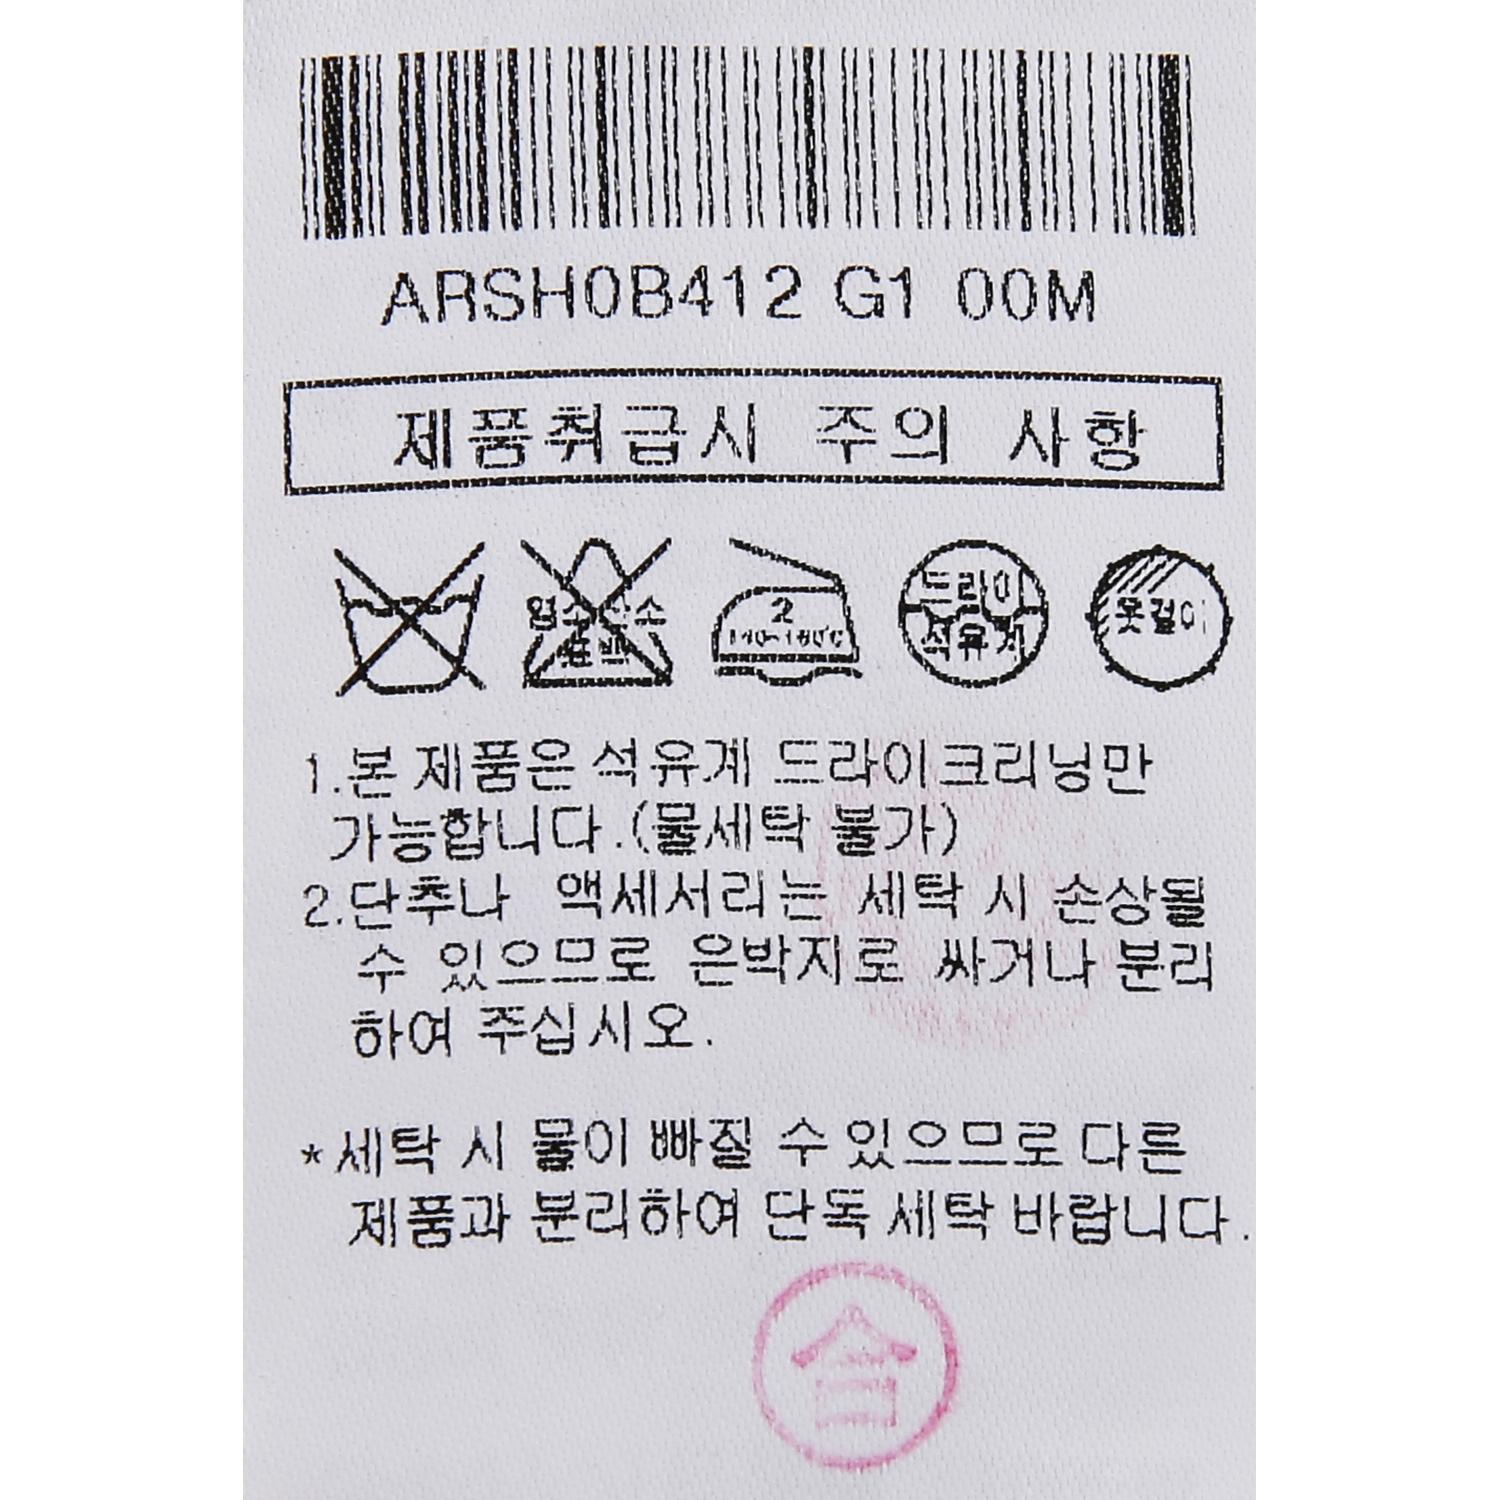 ARSH0B412 G1 00M
제품취급시 주의 사항
염소산소
표백
2
140~160℃
드라이
석유계
옷걸이
1.본 제품은 석유계 드라이크리닝만
가능합니다.(물세탁 불가)
2.단추나 액세서리는 세탁 시 손상될
수 있으므로 은박지로 싸거나 분리
하여 주십시오.
*세탁 시 물이 빠질 수 있으므로 다른
제품과 분리하여 단독 세탁 바랍니다.
合